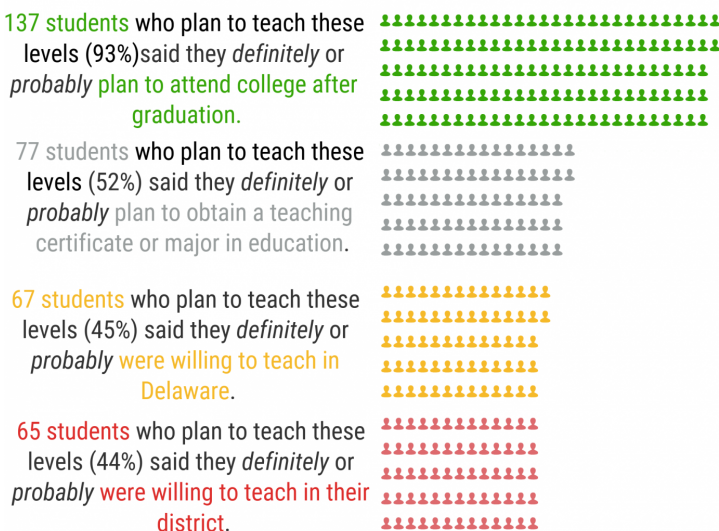 137 students who plan to teach these
levels (93%)said they definitely or
probably plan to attend college after
graduation.
77 students who plan to teach these
levels (52%) said they definitely or
probably plan to obtain a teaching
certificate or major in education.
67 students who plan to teach these
levels (45%) said they definitely or
probably were willing to teach in
Delaware.
65 students who plan to teach these
levels (44%) said they definitely or
probably were willing to teach in their
district.